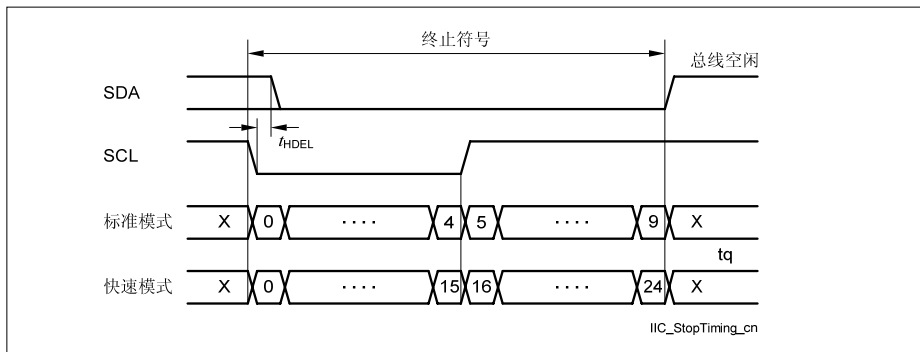 终止符号
总线空闲
SDA
tHDEL
SCL
标准模式 X 0 .... 4 5 .... 9 X
tq
快速模式 X 0 .... 15 16 .... 24 X
IIC_StopTiming_cn